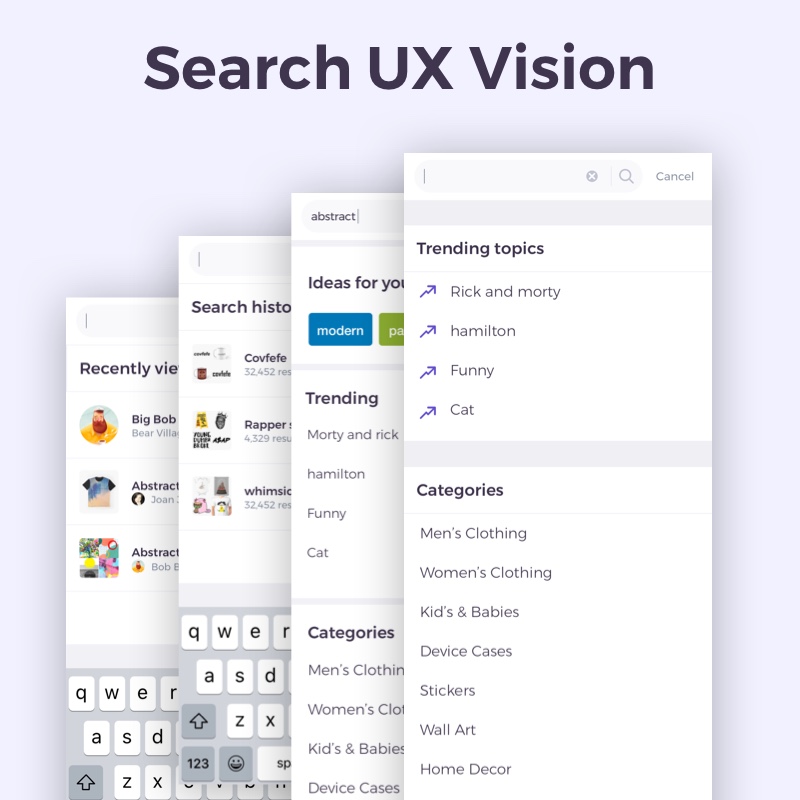 Search UX Vision
Cancel
Trending topics
Rick and morty
hamilton
Funny
Cat
Categories
Men’s Clothing
Women’s Clothing
Kid’s & Babies
Device Cases
Stickers
Wall Art
Home Decor
abstract
Ideas for you
modern
pa
Trending
Morty and rick
hamilton
Funny
Cat
Categories
Men’s Clothin
Women’s Clot
Kid’s & Babies
Device Cases
Search histo
Covfefe
32,452 res
Rapper s
4,329 resu
whimsic
32,452 res
q w e r
a s d
z x
123 sp
Recently vie
Big Bob
Bear Villa
Abstract
Joan
Abstract
Bob B
q w e r
a s d
z x